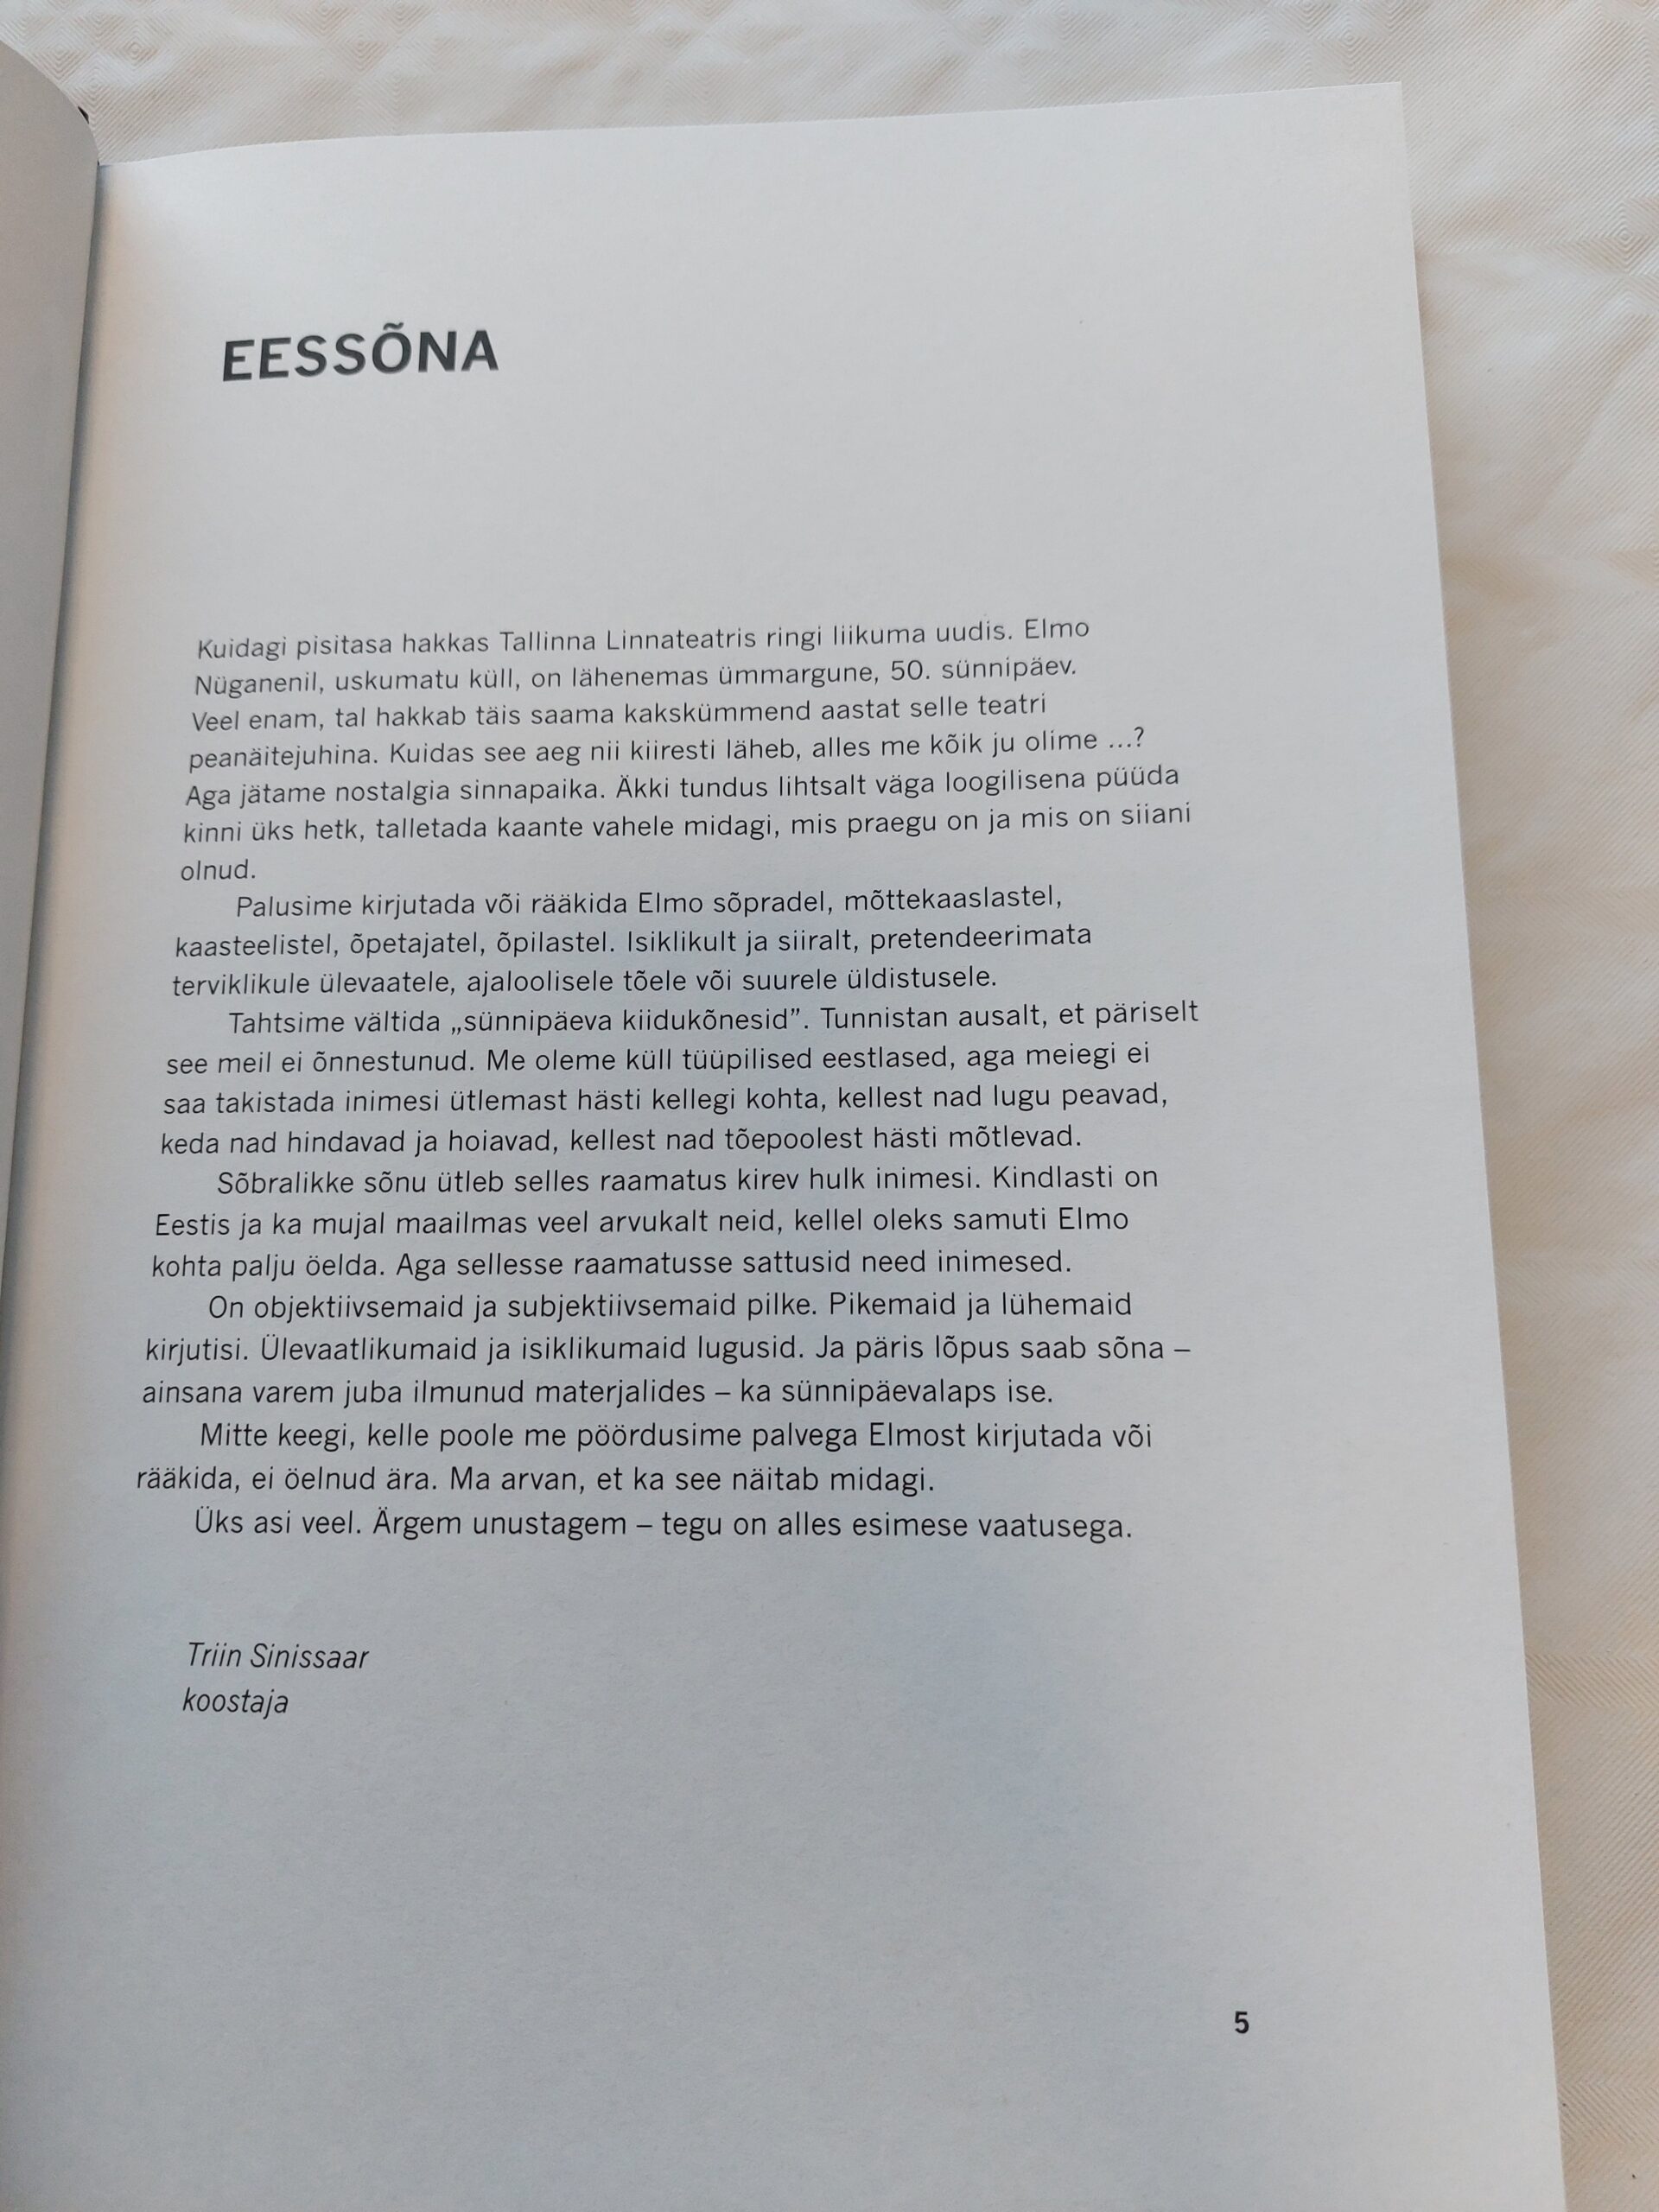 EESSÕNA
Kuidagi pisitasa hakkas Tallinna Linnateatris ringi liikuma uudis. Elmo
Nüganenil, uskumatu küll, on lähenemas ümmargune, 50. sünnipäev.
Veel enam, tal hakkab täis saama kakskümmend aastat selle teatri
peanäitejuhina. Kuidas see aeg nii kiiresti läheb, alles me kõik ju olime ...?
Aga jätame nostalgia sinnapaika. Äkki tundus lihtsalt väga loogilisena püüda
kinni üks hetk, talletada kaante vahele midagi, mis praegu on ja mis on siiani
olnud.
Palusime kirjutada või rääkida Elmo sõpradel, mõttekaaslastel,
kaasteelistel, õpetajatel, õpilastel. Isiklikult ja siiralt, pretendeerimata
terviklikule ülevaatele, ajaloolisele tõele või suurele üldistusele.
Tahtsime vältida „sünnipäeva kiidukõnesid”. Tunnistan ausalt, et päriselt
see meil ei õnnestunud. Me oleme küll tüüpilised eestlased, aga meiegi ei
saa takistada inimesi ütlemast hästi kellegi kohta, kellest nad lugu peavad,
keda nad hindavad ja hoiavad, kellest nad tõepoolest hästi mõtlevad.
Sõbralikke sõnu ütleb selles raamatus kirev hulk inimesi. Kindlasti on
Eestis ja ka mujal maailmas veel arvukalt neid, kellel oleks samuti Elmo
kohta palju öelda. Aga sellesse raamatusse sattusid need inimesed.
On objektiivsemaid ja subjektiivsemaid pilke. Pikemaid ja lühemaid
kirjutisi. Ülevaatlikumaid ja isiklikumaid lugusid. Ja päris lõpus saab sõna –
ainsana varem juba ilmunud materjalides – ka sünnipäevalaps ise.
Mitte keegi, kelle poole me pöördusime palvega Elmost kirjutada või
rääkida, ei öelnud ära. Ma arvan, et ka see näitab midagi.
Üks asi veel. Ärgem unustagem – tegu on alles esimese vaatusega.
Triin Sinissaar
koostaja
5